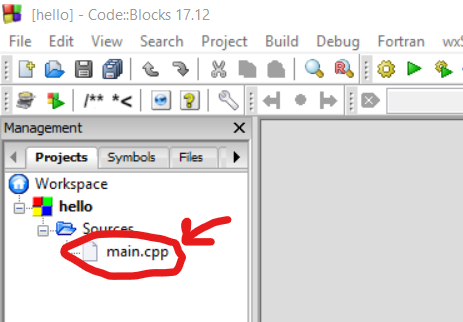 [hello] - Code::Blocks 17.12
File Edit View Search Project Build Debug Fortran wxS
/** *<
Management
Projects Symbols Files
Workspace
hello
Sources
main.cpp